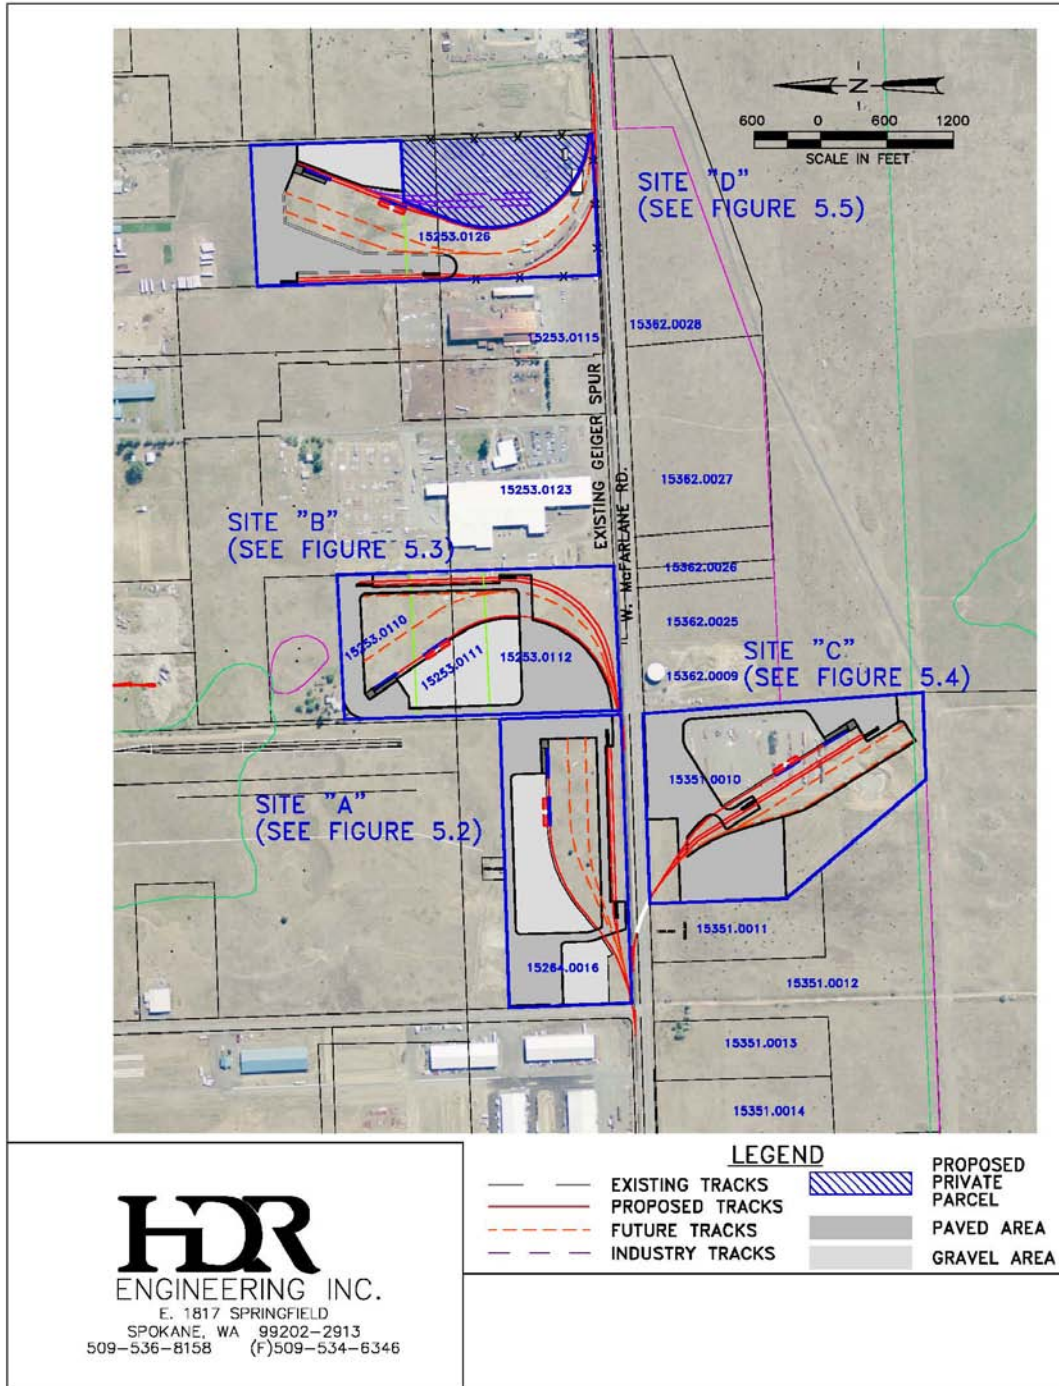 N
600 0 600 1200
SCALE IN FEET
SITE "D"
(SEE FIGURE 5.5)
15253.0126
15253.0115
15362.0028
EXISTING GEIGER SPUR
W. McFARLANE RD.
15362.0027
15253.0123
SITE "B"
(SEE FIGURE 5.3)
15362.0026
15362.0025
15253.0110
15253.0111
15253.0112
SITE "C"
(SEE FIGURE 5.4)
15362.0009
15351.0010
SITE "A"
(SEE FIGURE 5.2)
15351.0011
15264.0016
15351.0012
15351.0013
15351.0014
LEGEND
EXISTING TRACKS
PROPOSED TRACKS
FUTURE TRACKS
INDUSTRY TRACKS
PROPOSED
PRIVATE
PARCEL
PAVED AREA
GRAVEL AREA
HDR
ENGINEERING INC.
E. 1817 SPRINGFIELD
SPOKANE, WA 99202-2913
509-536-8158 (F)509-534-6346